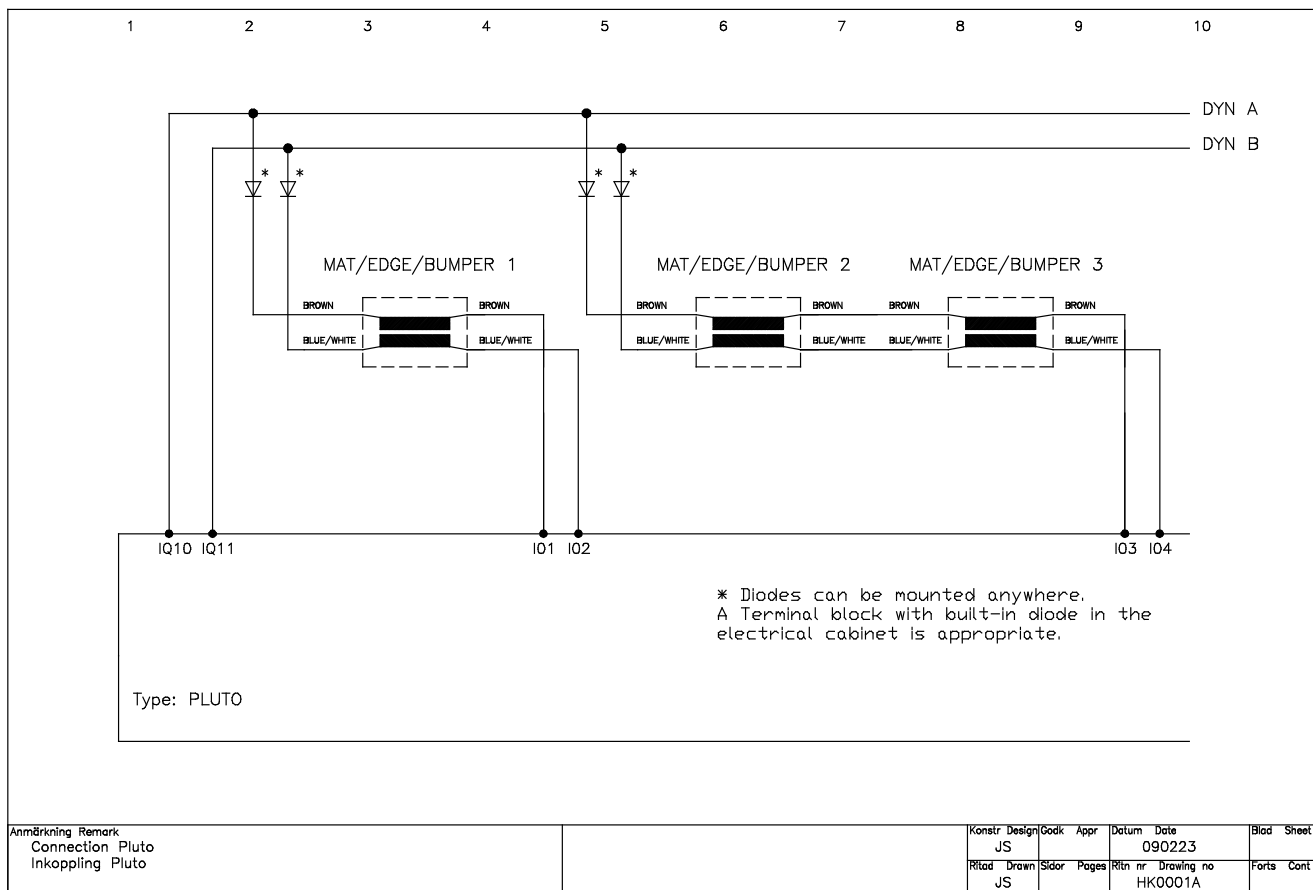 1 2 3 4 5 6 7 8 9 10
DYN A
DYN B
* * * *
MAT/EDGE/BUMPER 1 MAT/EDGE/BUMPER 2 MAT/EDGE/BUMPER 3
BROWN BROWN BROWN BROWN BROWN BROWN
BLUE/WHITE BLUE/WHITE BLUE/WHITE BLUE/WHITE BLUE/WHITE BLUE/WHITE
IQ10 IQ11 I01 I02 I03 I04
* Diodes can be mounted anywhere.
A Terminal block with built-in diode in the
electrical cabinet is appropriate.
Type: PLUTO
Anmärkning Remark
Connection Pluto
Inkoppling Pluto
Konstr Design Godk Appr Datum Date Blad Sheet
JS 090223
Ritad Drawn Sidor Pages Ritn nr Drawing no Forts Cont
JS HK0001A